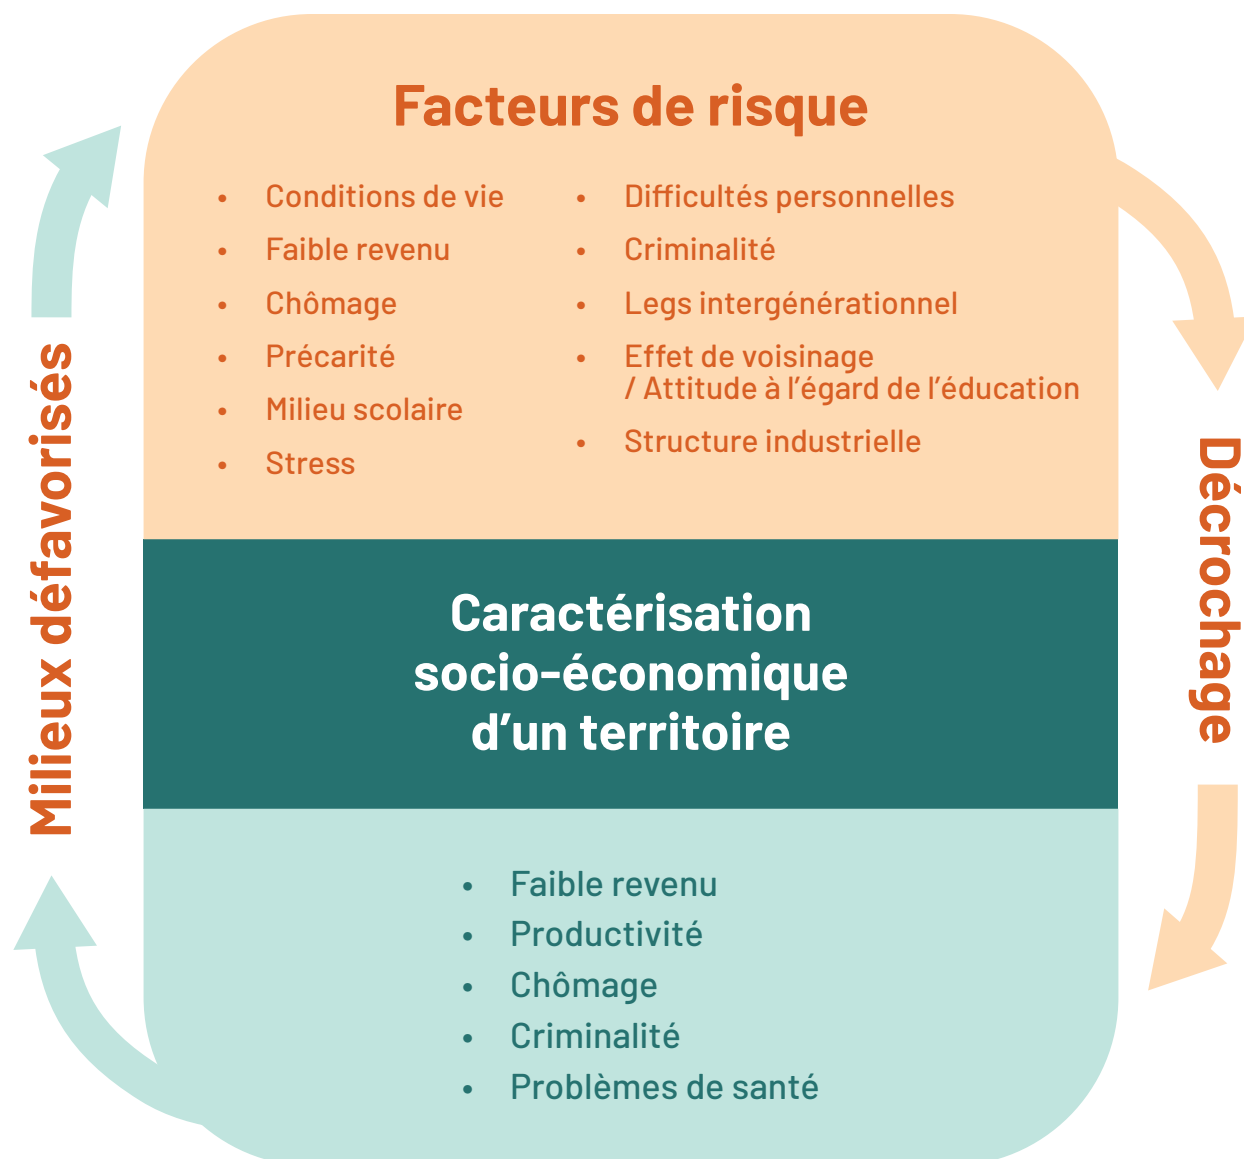 Facteurs de risque
• Conditions de vie
• Faible revenu
• Chômage
• Précarité
• Milieu scolaire
• Stress
• Difficultés personnelles
• Criminalité
• Legs intergénérationnel
• Effet de voisinage
/ Attitude à l’égard de l’éducation
• Structure industrielle
Décrochage
Caractérisation
socio-économique
d’un territoire
• Faible revenu
• Productivité
• Chômage
• Criminalité
• Problèmes de santé
Milieux défavorisés